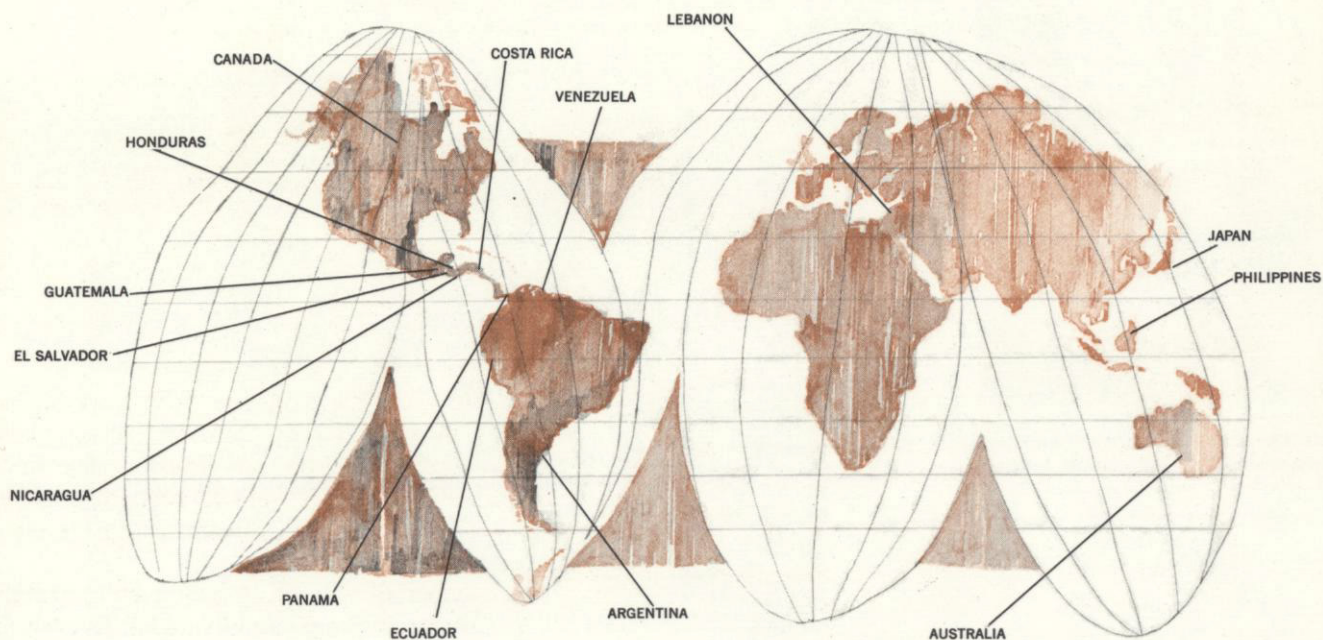 LEBANON
CANADA
COSTA RICA
VENEZUELA
HONDURAS
JAPAN
GUATEMALA
PHILIPPINES
EL SALVADOR
NICARAGUA
PANAMA
ARGENTINA
ECUADOR
AUSTRALIA